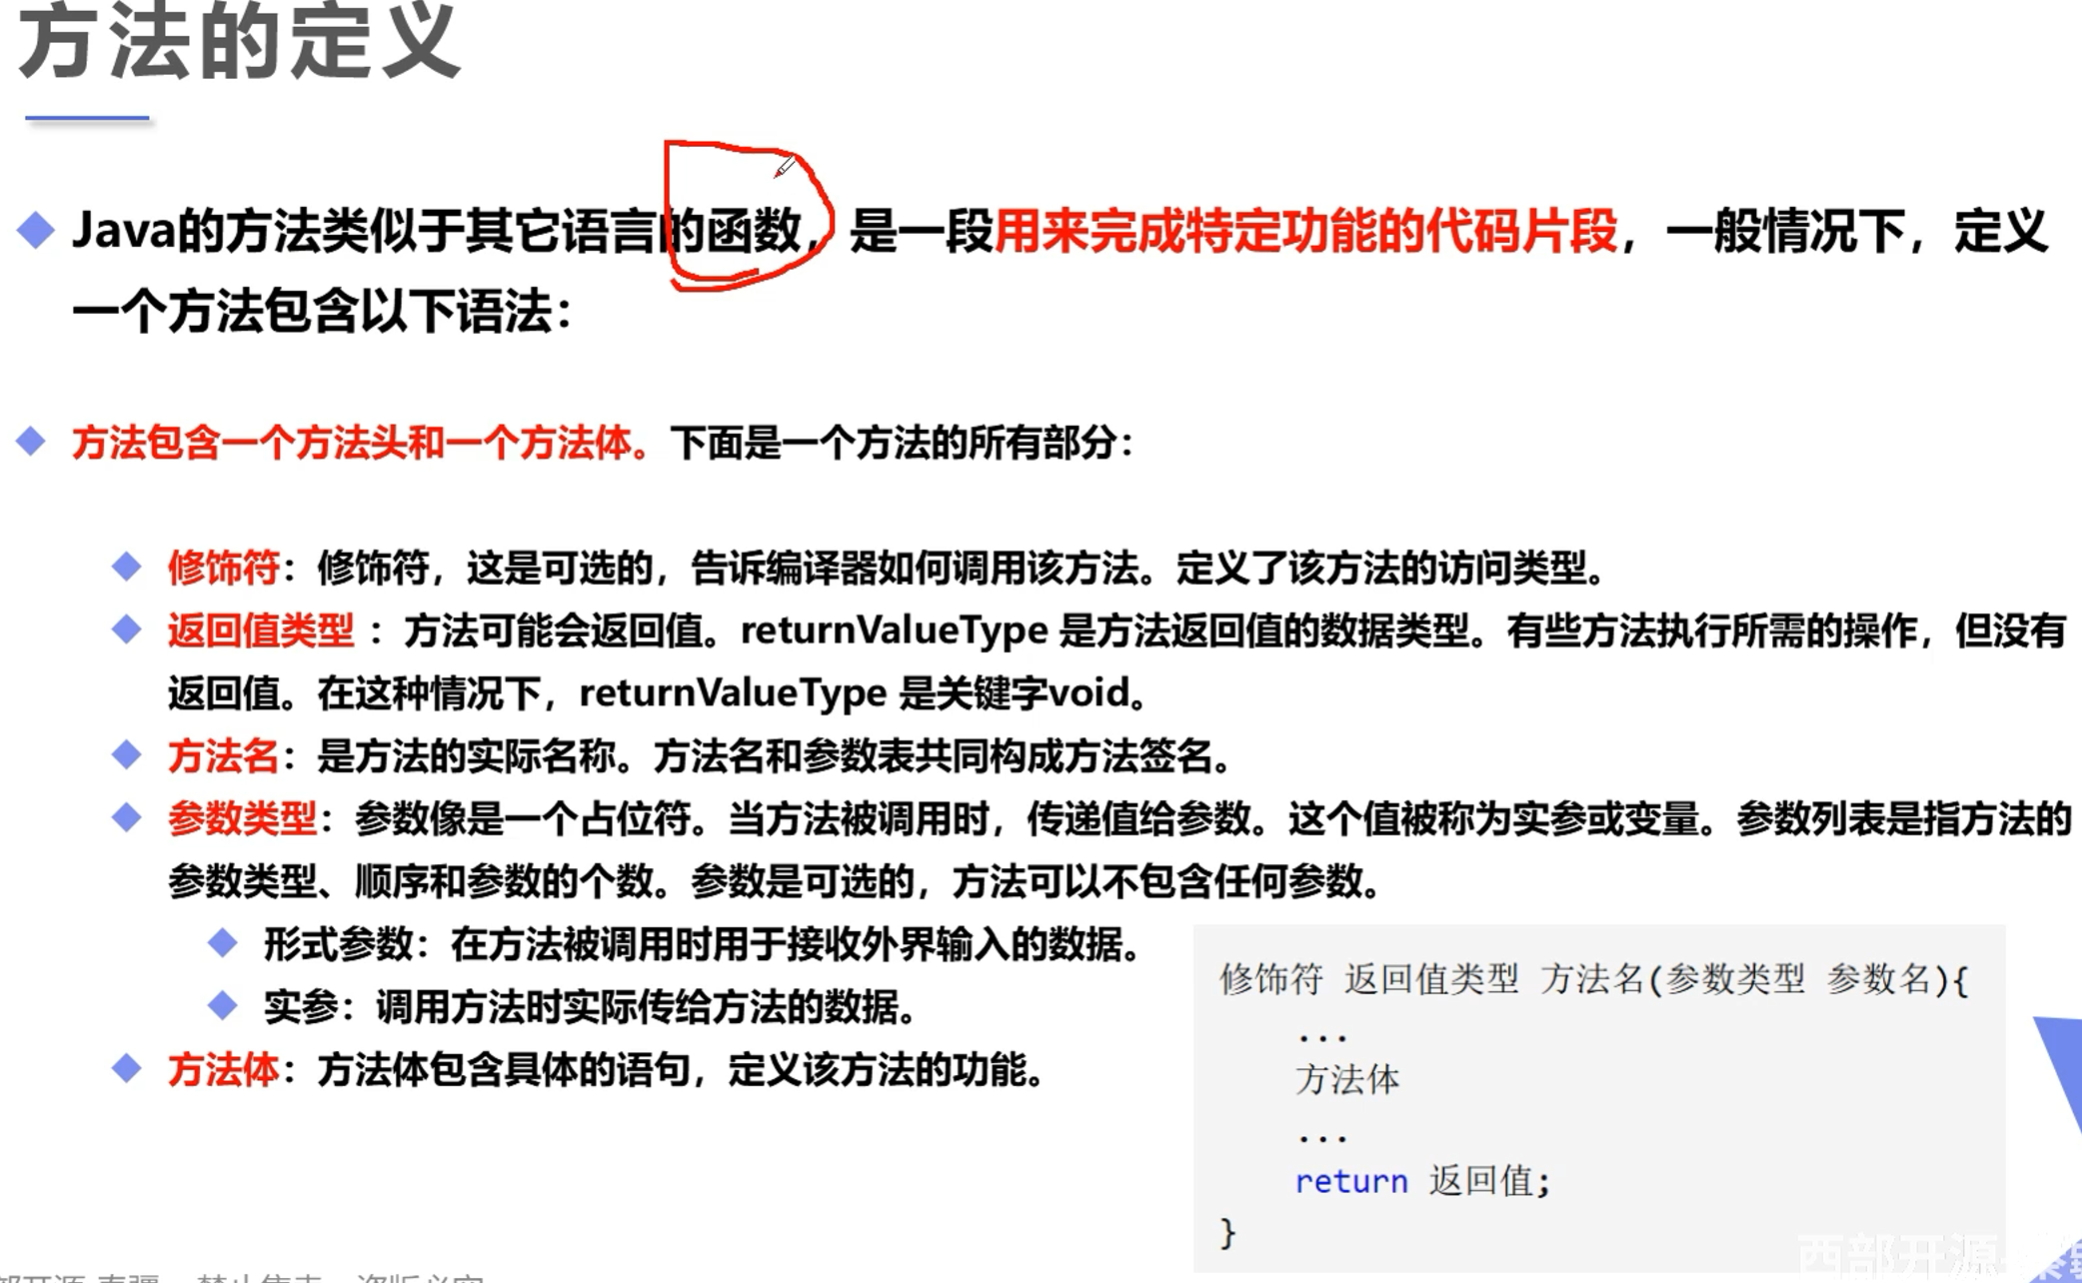 方法的定义
Java的方法类似于其它语言的函数，是一段用来完成特定功能的代码片段，一般情况下，定义
一个方法包含以下语法：
方法包含一个方法头和一个方法体。下面是一个方法的所有部分：
修饰符：修饰符，这是可选的，告诉编译器如何调用该方法。定义了该方法的访问类型。
返回值类型 ：方法可能会返回值。returnValueType 是方法返回值的数据类型。有些方法执行所需的操作，但没有
返回值。在这种情况下，returnValueType 是关键字void。
方法名：是方法的实际名称。方法名和参数表共同构成方法签名。
参数类型：参数像是一个占位符。当方法被调用时，传递值给参数。这个值被称为实参或变量。参数列表是指方法的
参数类型、顺序和参数的个数。参数是可选的，方法可以不包含任何参数。
形式参数：在方法被调用时用于接收外界输入的数据。
实参：调用方法时实际传给方法的数据。
方法体：方法体包含具体的语句，定义该方法的功能。
修饰符 返回值类型 方法名(参数类型 参数名){
...
方法体
...
return 返回值;
}
西部开源